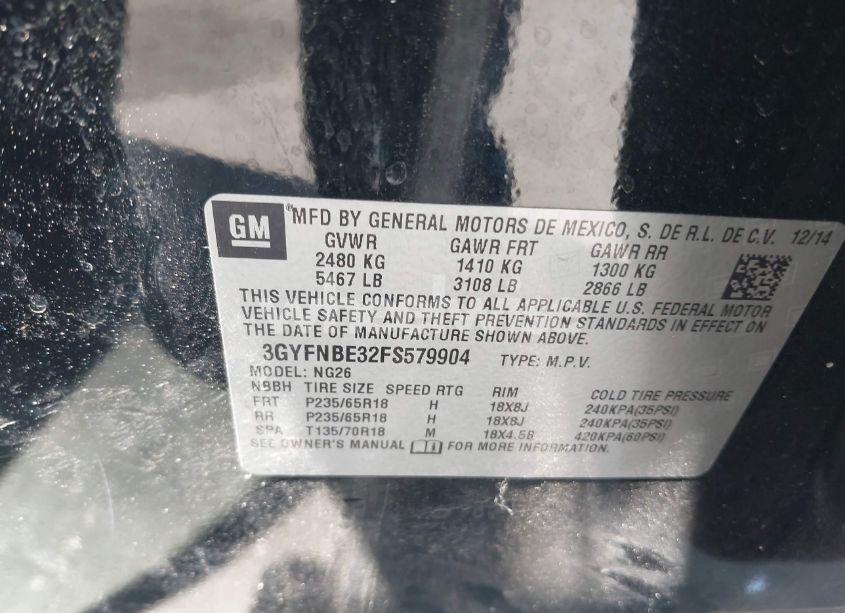 GM
®MFD BY GENERAL MOTORS DE MEXICO, S. DE R.L. DE C.V. 12/14
GVWR GAWR FRT GAWR RR
2480 KG 1410 KG 1300 KG
5467 LB 3108 LB 2866 LB
THIS VEHICLE CONFORMS TO ALL APPLICABLE U.S. FEDERAL MOTOR
VEHICLE SAFETY AND THEFT PREVENTION STANDARDS IN EFFECT ON
THE DATE OF MANUFACTURE SHOWN ABOVE.
3GYFNBE32FS579904 TYPE: M.P.V.
MODEL: NG26
N9BH TIRE SIZE SPEED RTG RIM COLD TIRE PRESSURE
FRT P235/65R18 H 18X8J 240KPA(35PSI)
RR P235/65R18 H 18X8J 240KPA(35PSI)
SPA T135/70R18 M 18X4.5B 420KPA(60PSI)
SEE OWNER'S MANUAL FOR MORE INFORMATION.